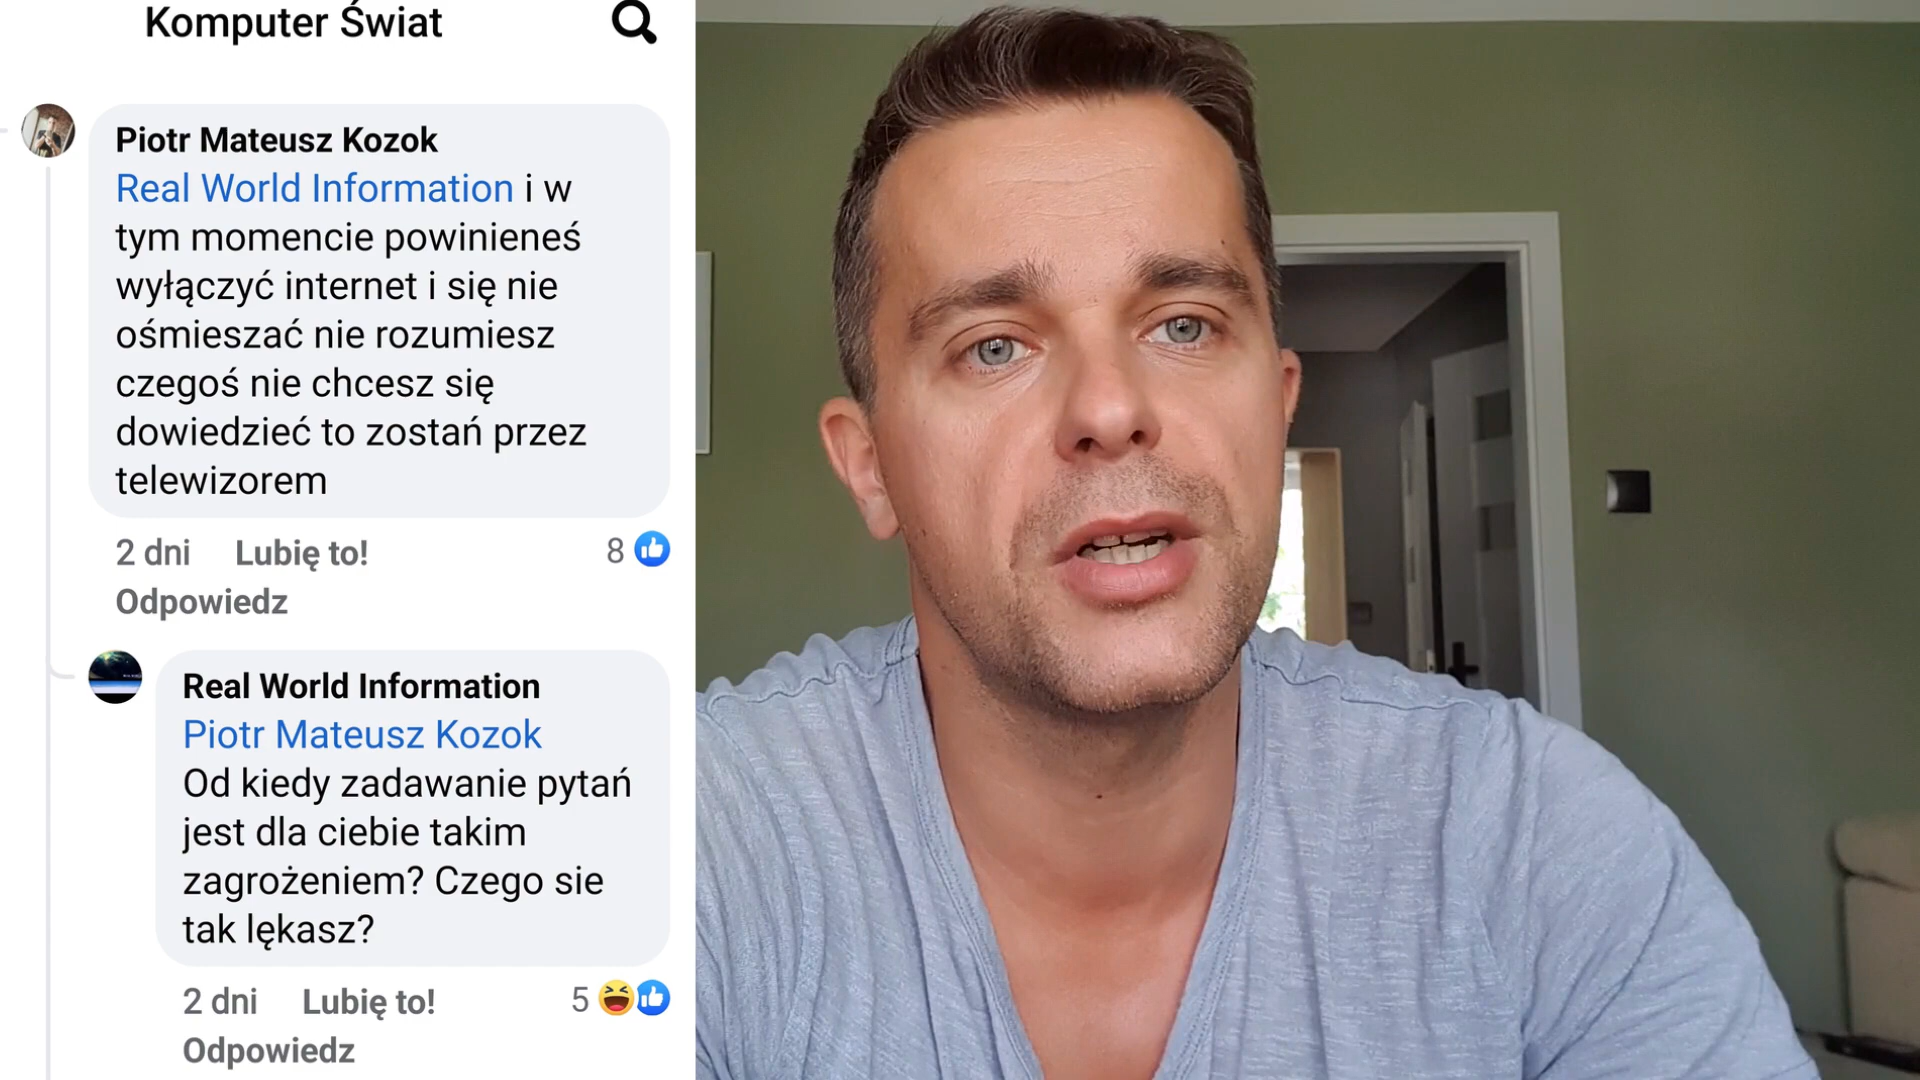 Komputer Świat
Piotr Mateusz Kozok
Real World Information i w
tym momencie powinieneś
wyłączyć internet i się nie
ośmieszać nie rozumiesz
czegoś nie chcesz się
dowiedzieć to zostań przez
telewizorem
2 dni Lubię to! 8
Odpowiedz
Real World Information
Piotr Mateusz Kozok
Od kiedy zadawanie pytań
jest dla ciebie takim
zagrożeniem? Czego sie
tak lękasz?
2 dni Lubię to! 5
Odpowiedz